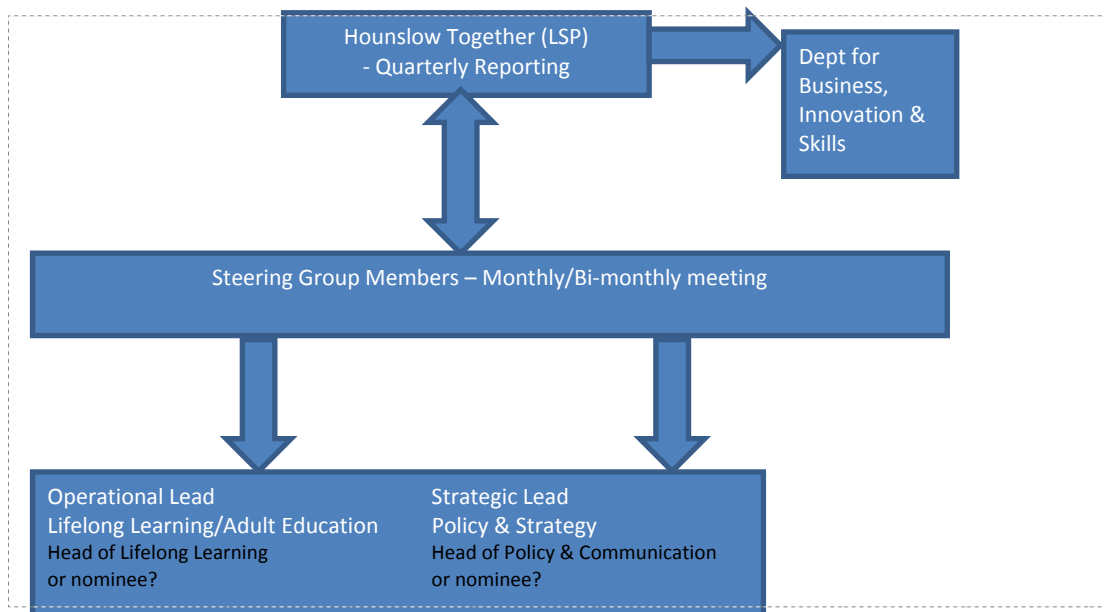 Hounslow Together (LSP)
- Quarterly Reporting
Dept for
Business,
Innovation &
Skills
Steering Group Members – Monthly/Bi-monthly meeting
Operational Lead
Lifelong Learning/Adult Education
Head of Lifelong Learning
or nominee?
Strategic Lead
Policy & Strategy
Head of Policy & Communication
or nominee?